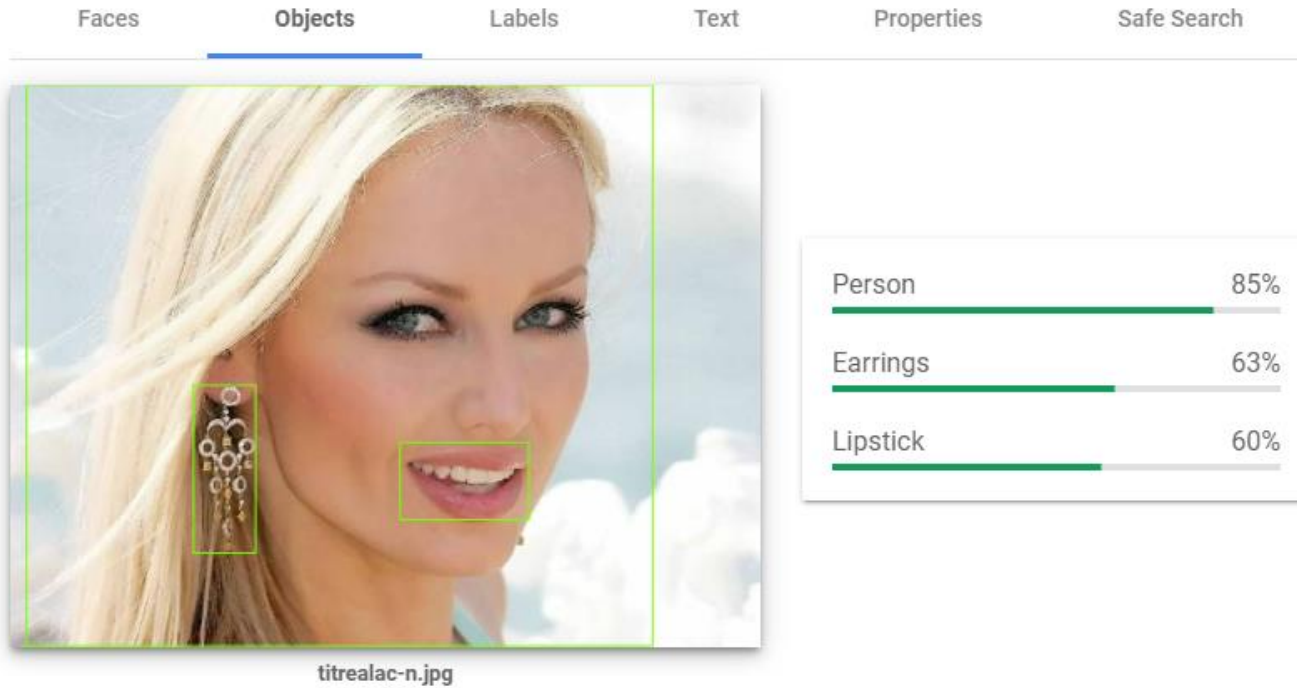 Faces Objects Labels Text Properties Safe Search
Person 85%
Earrings 63%
Lipstick 60%
titrealac-n.jpg